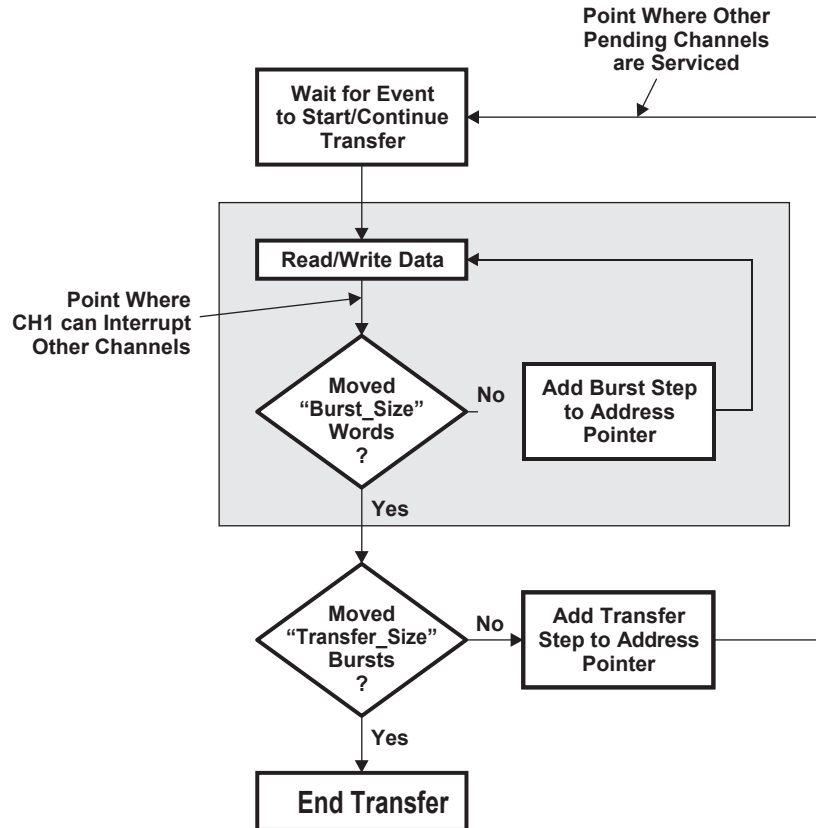 Point Where Other
Pending Channels
are Serviced
Wait for Event
to Start/Continue
Transfer
Read/Write Data
Point Where
CH1 can Interrupt
Other Channels
Moved
“Burst_Size”
Words
?
No
Add Burst Step
to Address
Pointer
Yes
Moved
“Transfer_Size”
Bursts
?
No
Add Transfer
Step to Address
Pointer
Yes
End Transfer